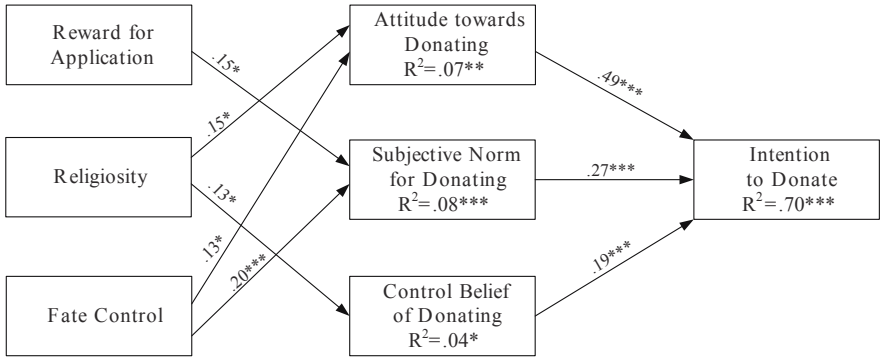 Reward for
Application
Religiosity
Fate Control
Attitude towards
Donating
R²=.07**
Subjective Norm
for Donating
R²=.08***
Control Belief
of Donating
R²=.04*
Intention
to Donate
R²=.70***
.15*
.15*
.13*
.13*
.20***
.49***
.27***
.19***